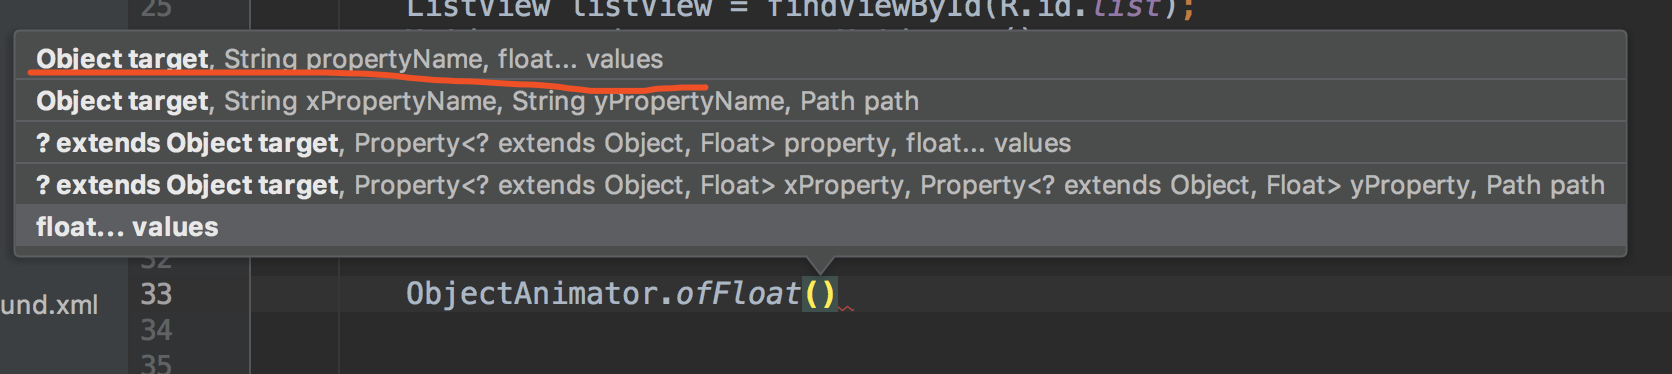 25 ListView listView = findViewById(R.id.list);
Object target, String propertyName, float... values
Object target, String xPropertyName, String yPropertyName, Path path
? extends Object target, Property<? extends Object, Float> property, float... values
? extends Object target, Property<? extends Object, Float> xProperty, Property<? extends Object, Float> yProperty, Path path
float... values
32
und.xml 33 ObjectAnimator.ofFloat()
34
35